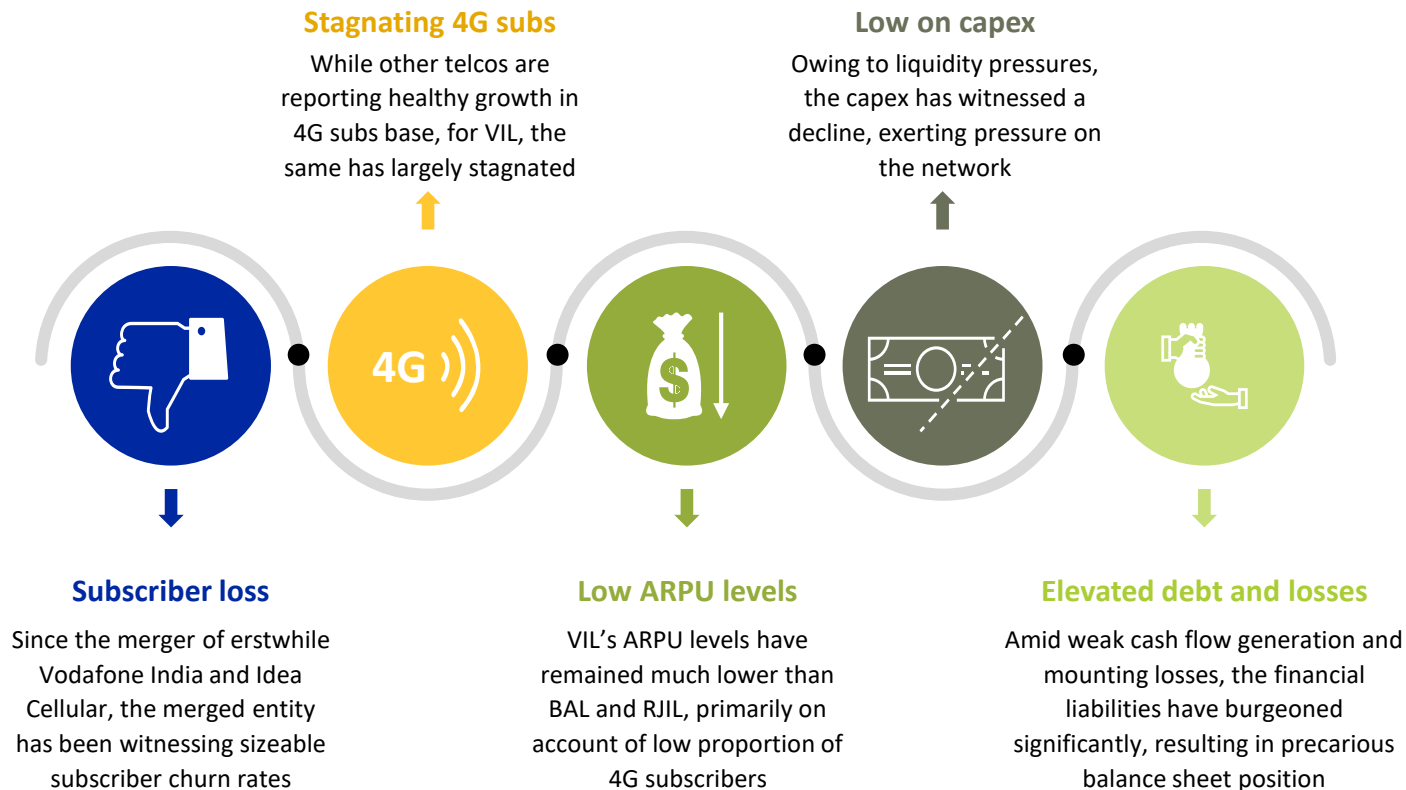 Stagnating 4G subs
While other telcos are
reporting healthy growth in
4G subs base, for VIL, the
same has largely stagnated
Low on capex
Owing to liquidity pressures,
the capex has witnessed a
decline, exerting pressure on
the network
4G
$
Subscriber loss
Since the merger of erstwhile
Vodafone India and Idea
Cellular, the merged entity
has been witnessing sizeable
subscriber churn rates
Low ARPU levels
VIL’s ARPU levels have
remained much lower than
BAL and RJIL, primarily on
account of low proportion of
4G subscribers
Elevated debt and losses
Amid weak cash flow generation and
mounting losses, the financial
liabilities have burgeoned
significantly, resulting in precarious
balance sheet position